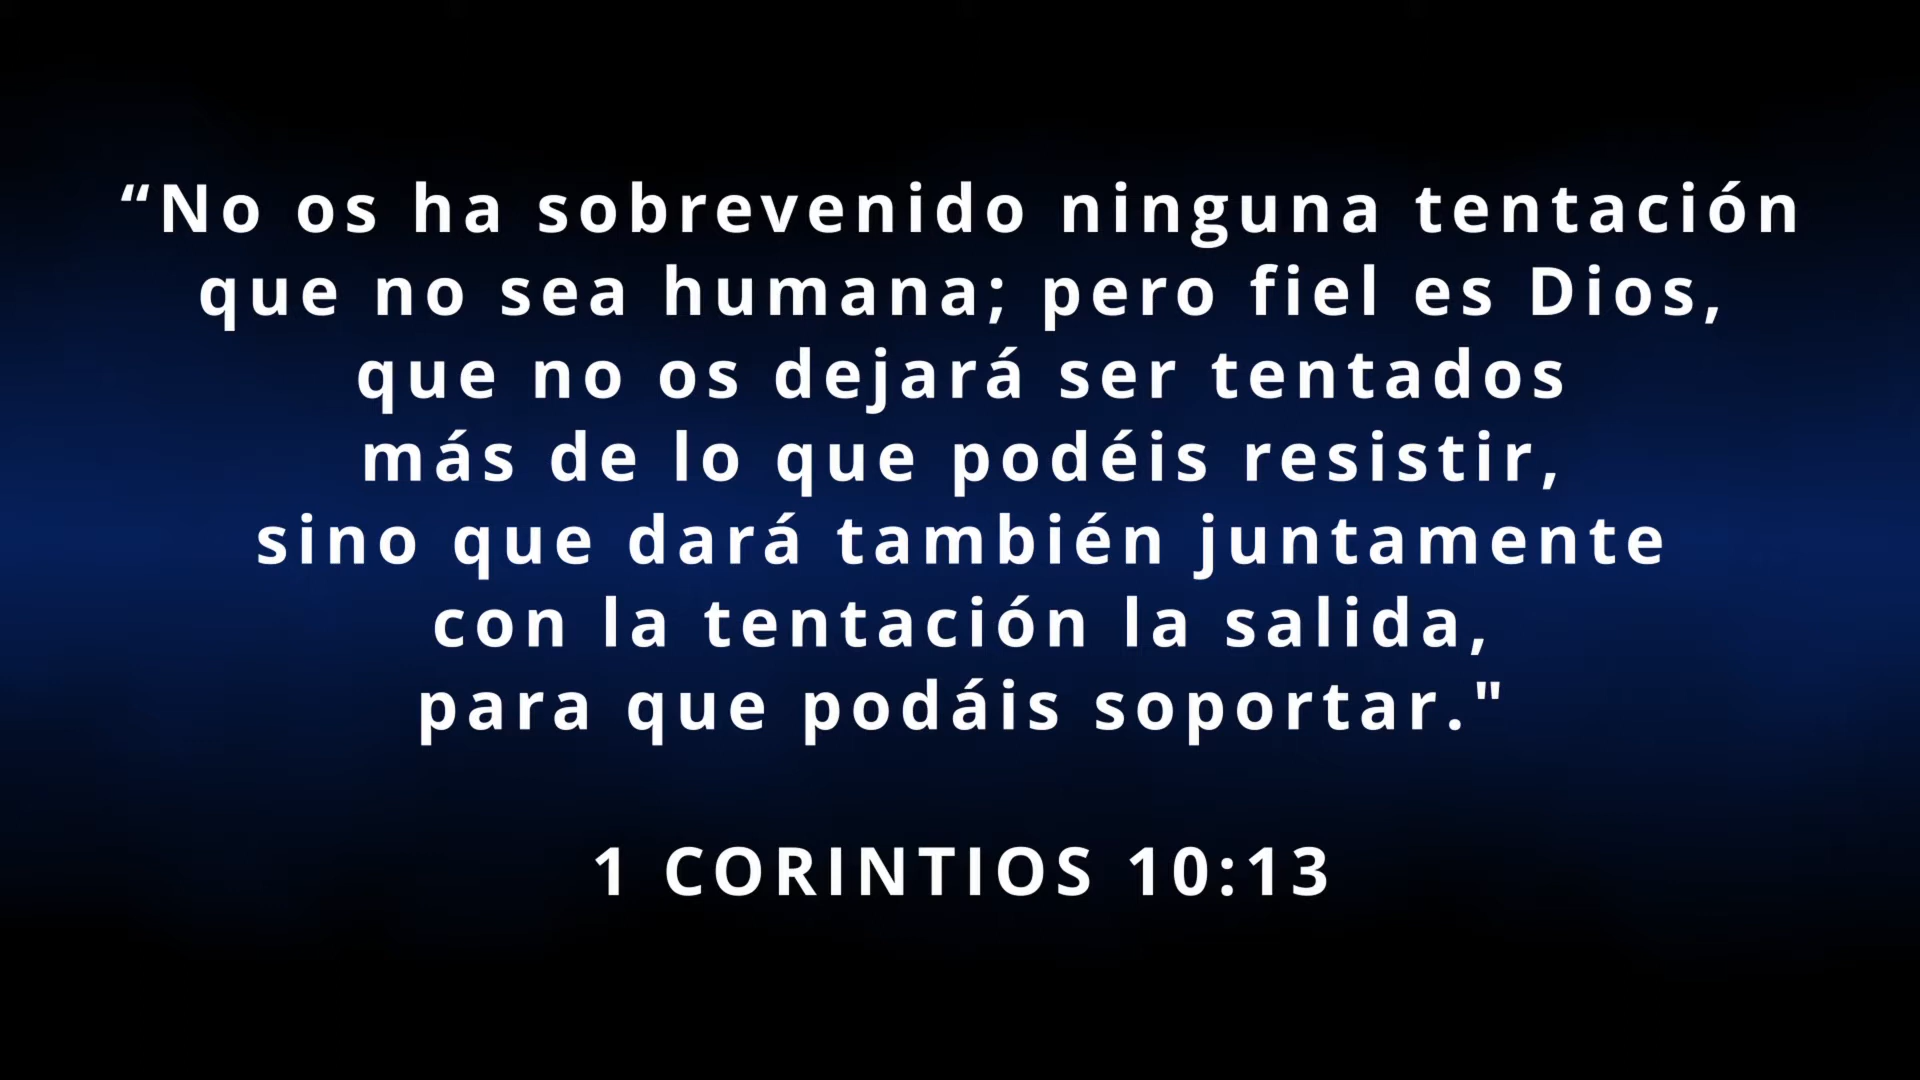 “No os ha sobrevenido ninguna tentación
que no sea humana; pero fiel es Dios,
que no os dejará ser tentados
más de lo que podéis resistir,
sino que dará también juntamente
con la tentación la salida,
para que podáis soportar."
1 CORINTIOS 10:13